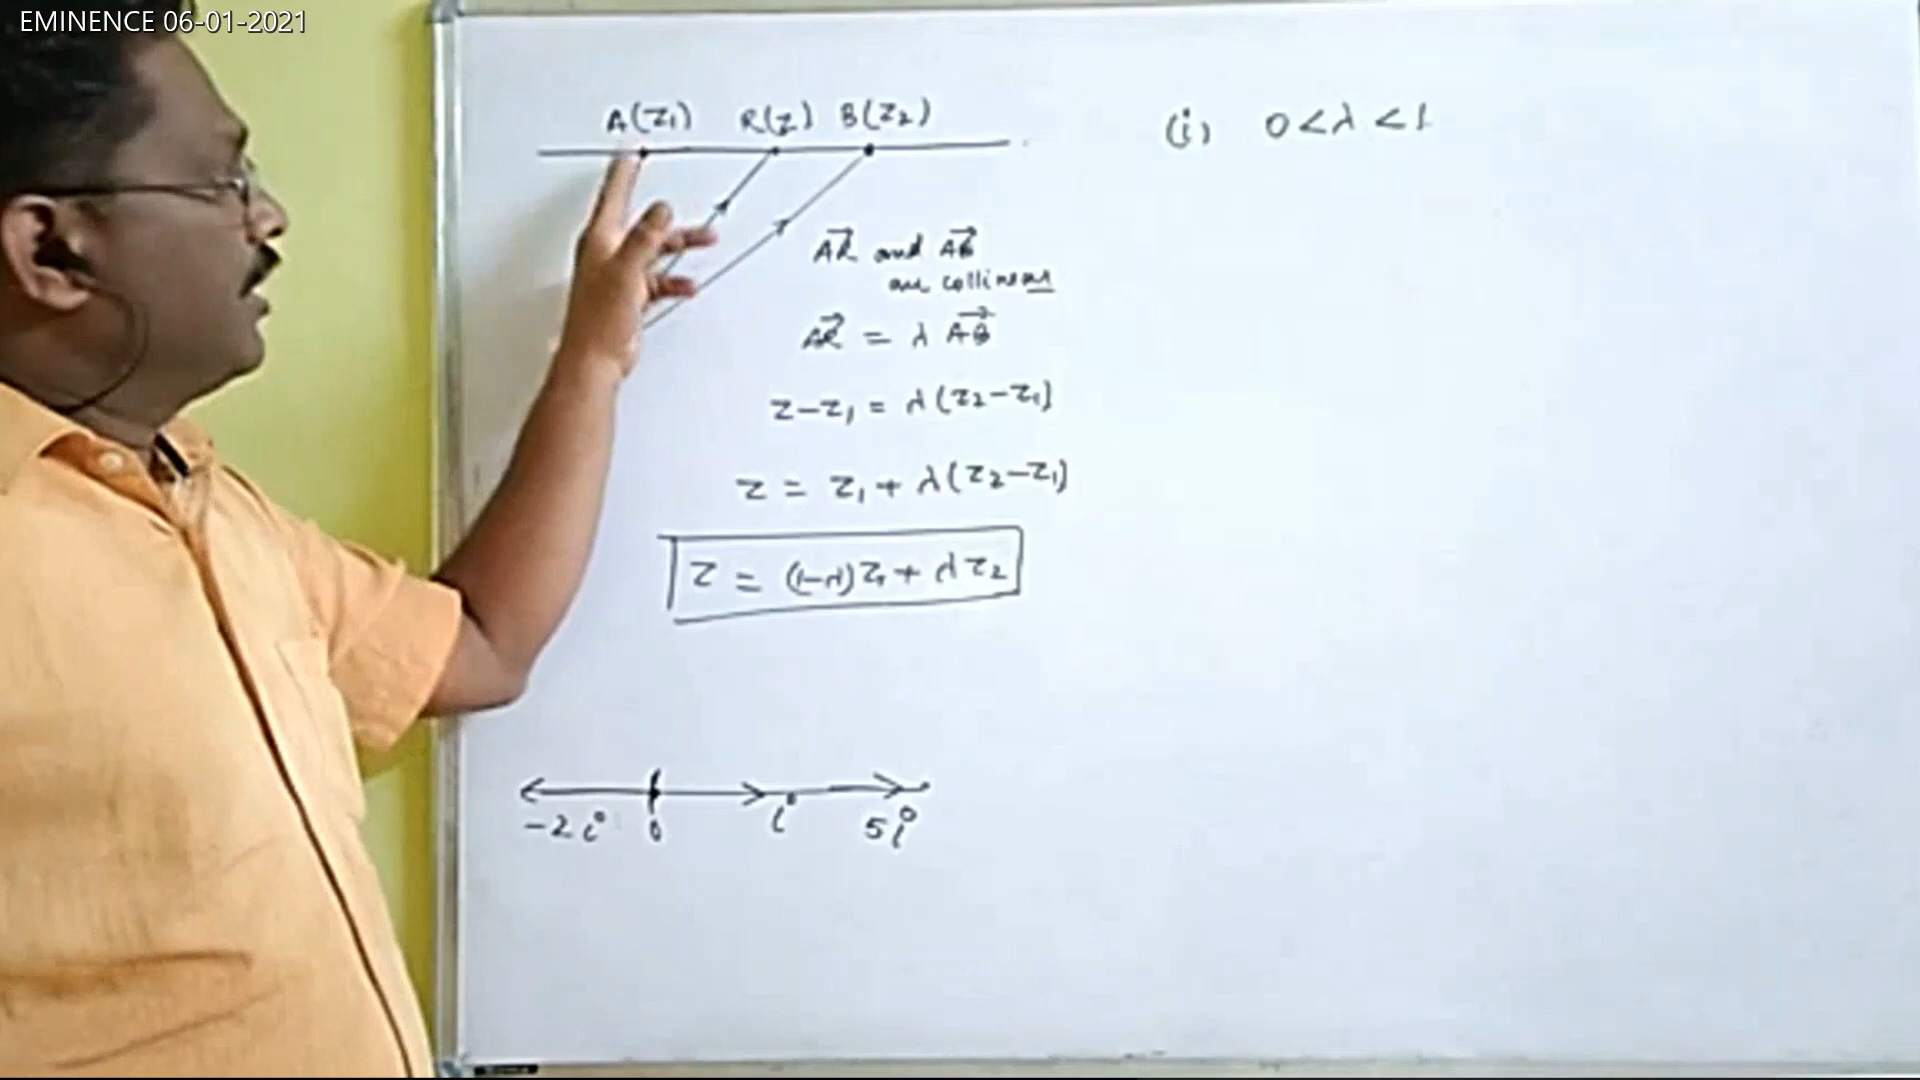 EMINENCE 06-01-2021
A(z₁) R(z) B(z₂)
(i) 0<λ<1
AR⃗ and AB⃗
are collinear
AR⃗ = λ AB⃗
z-z₁ = λ(z₂-z₁)
z = z₁ + λ(z₂-z₁)
z = (1-λ)z₁ + λz₂
-2i 0 i 5i